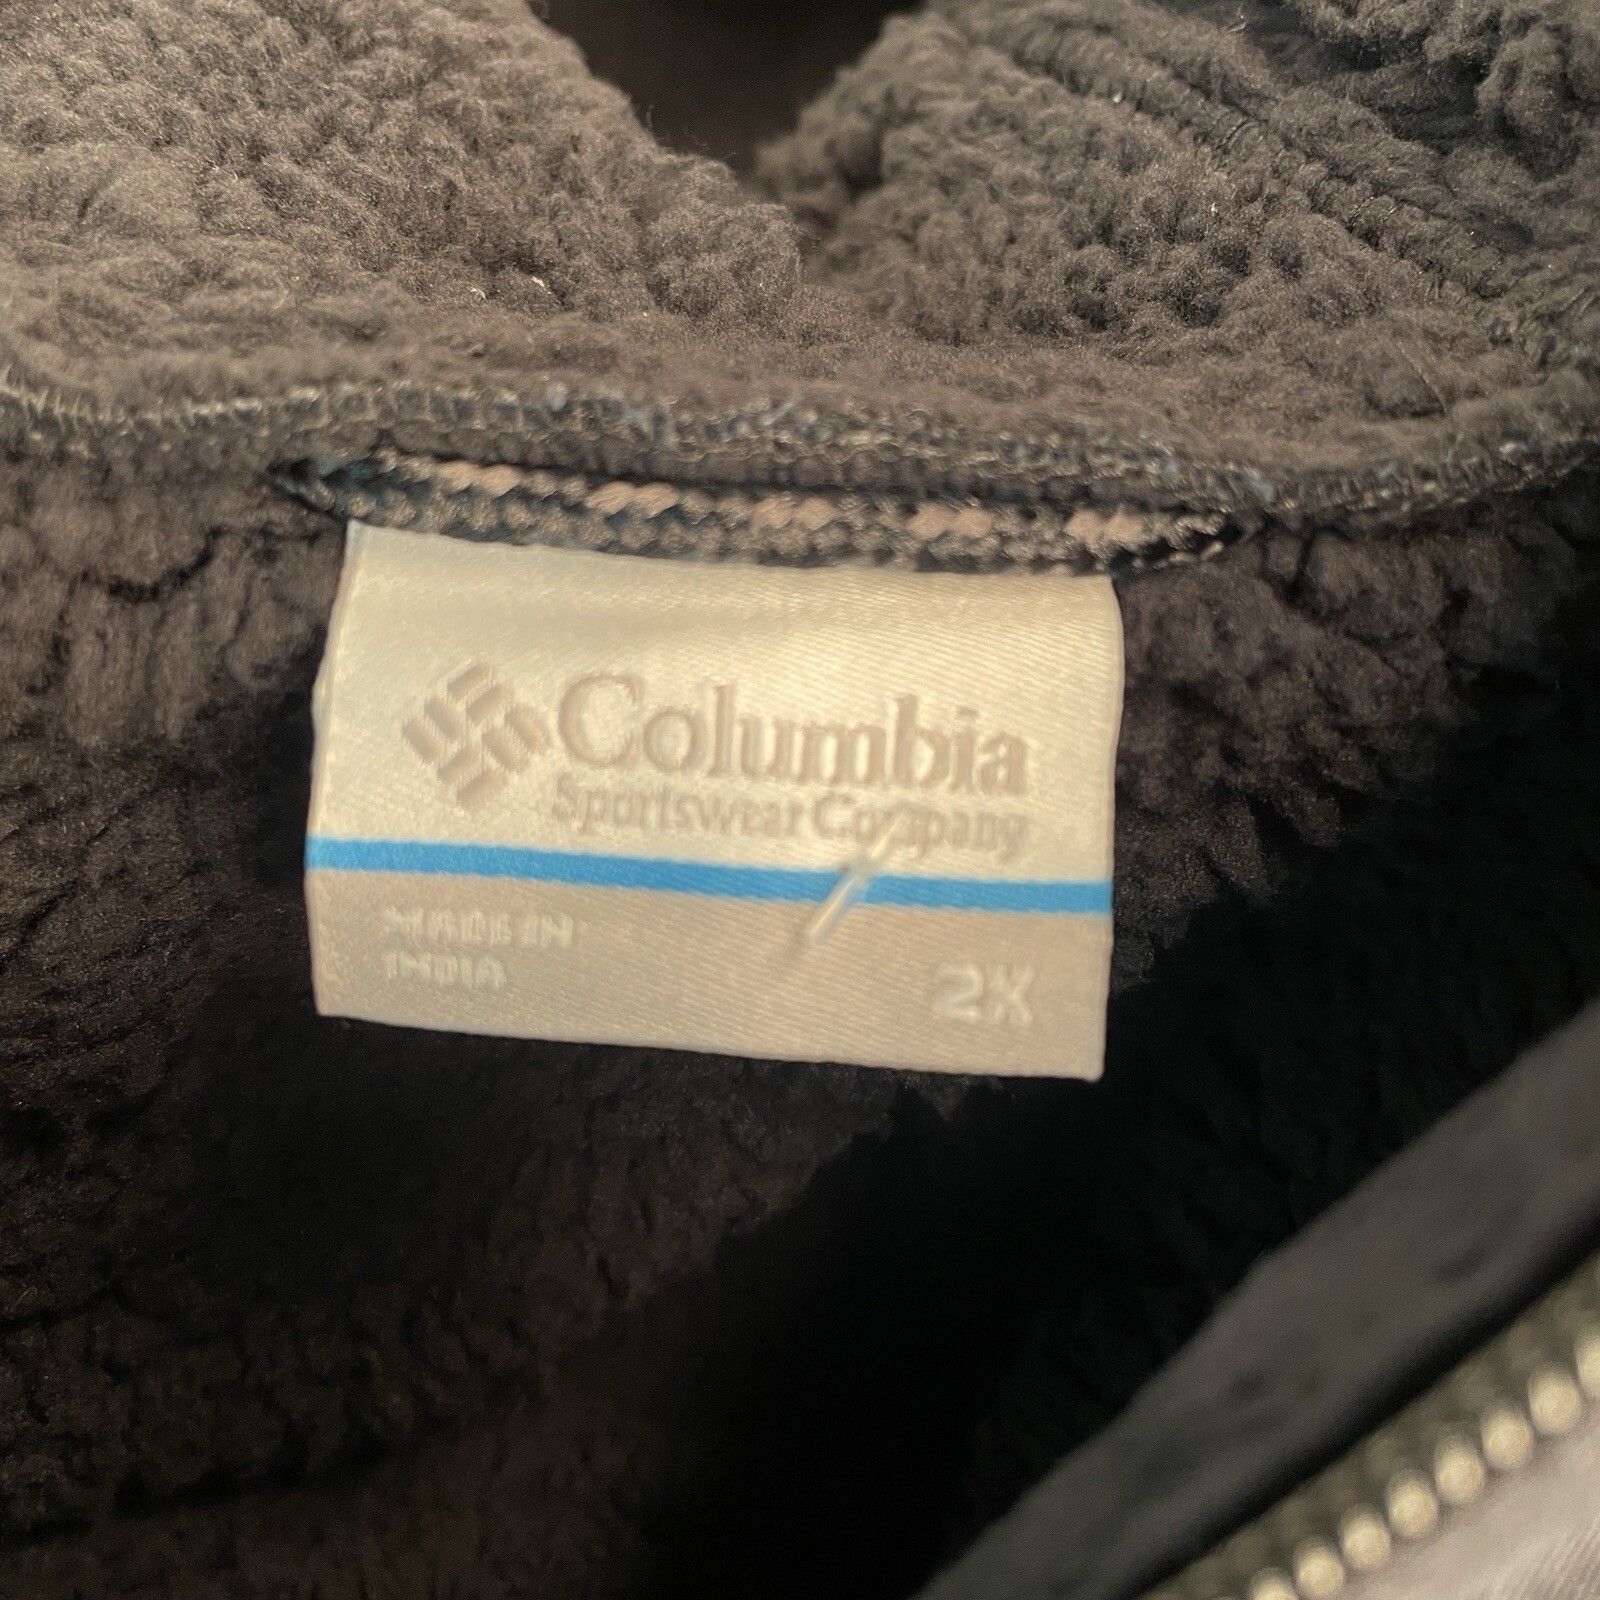 Columbia
Sportswear Company
MADE IN
INDIA
2X